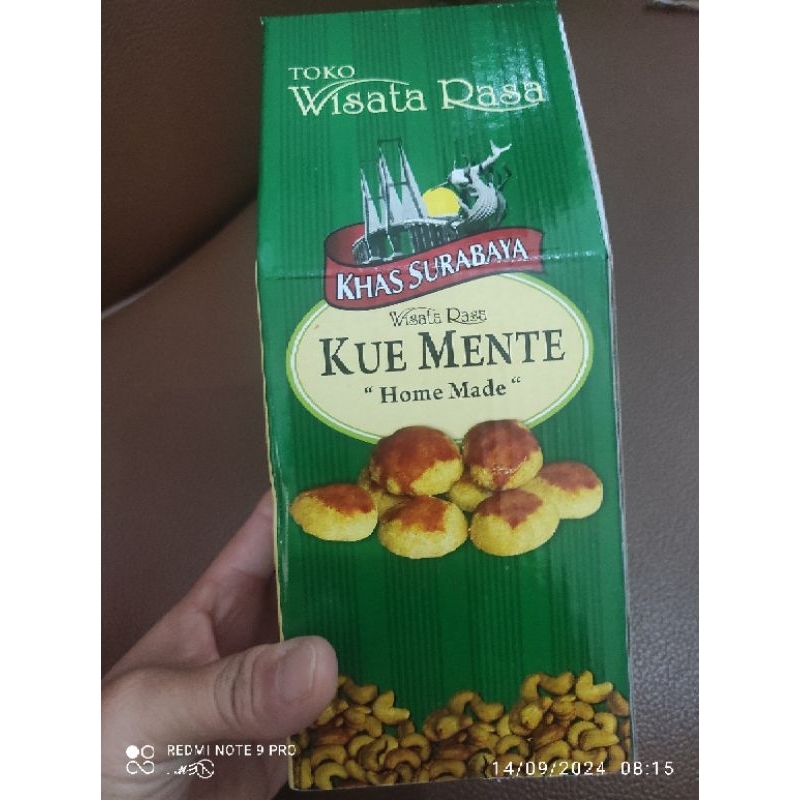 TOKO
Wisata Rasa
KHAS SURABAYA
Wisata Rasa
KUE MENTE
“ Home Made “
REDMI NOTE 9 PRO
14/09/2024 08:15